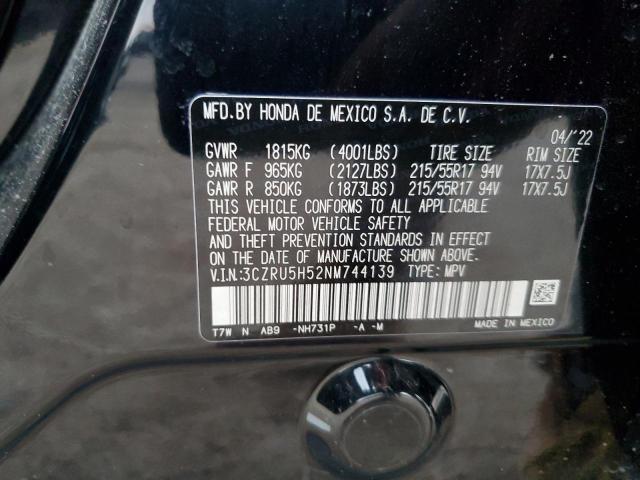 MFD.BY HONDA DE MEXICO S.A. DE C.V.
04/'22
GVWR 1815KG (4001LBS) TIRE SIZE RIM SIZE
GAWR F 965KG (2127LBS) 215/55R17 94V 17X7.5J
GAWR R 850KG (1873LBS) 215/55R17 94V 17X7.5J
THIS VEHICLE CONFORMS TO ALL APPLICABLE
FEDERAL MOTOR VEHICLE SAFETY
AND THEFT PREVENTION STANDARDS IN EFFECT
ON THE DATE OF MANUFACTURE SHOWN ABOVE.
V.I.N:3CZRU5H52NM744139 TYPE: MPV
T7W N AB9 -NH731P -A -M
MADE IN MEXICO